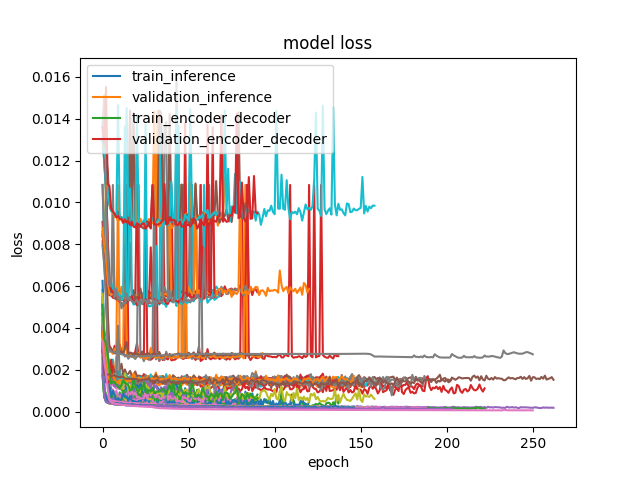 model loss
train_inference
validation_inference
train_encoder_decoder
validation_encoder_decoder
0.016
0.014
0.012
0.010
0.008
0.006
0.004
0.002
0.000
loss
0 50 100 150 200 250
epoch